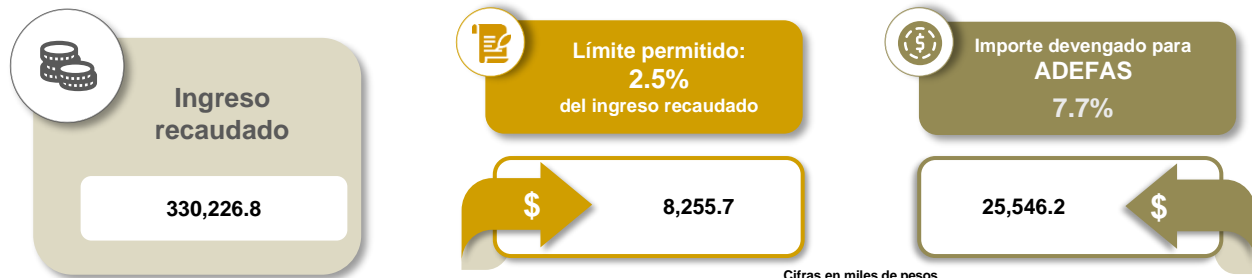 Ingreso
recaudado
330,226.8
Límite permitido:
2.5%
del ingreso recaudado
$
8,255.7
Importe devengado para
ADEFAS
7.7%
25,546.2
$
Cifras en miles de pesos